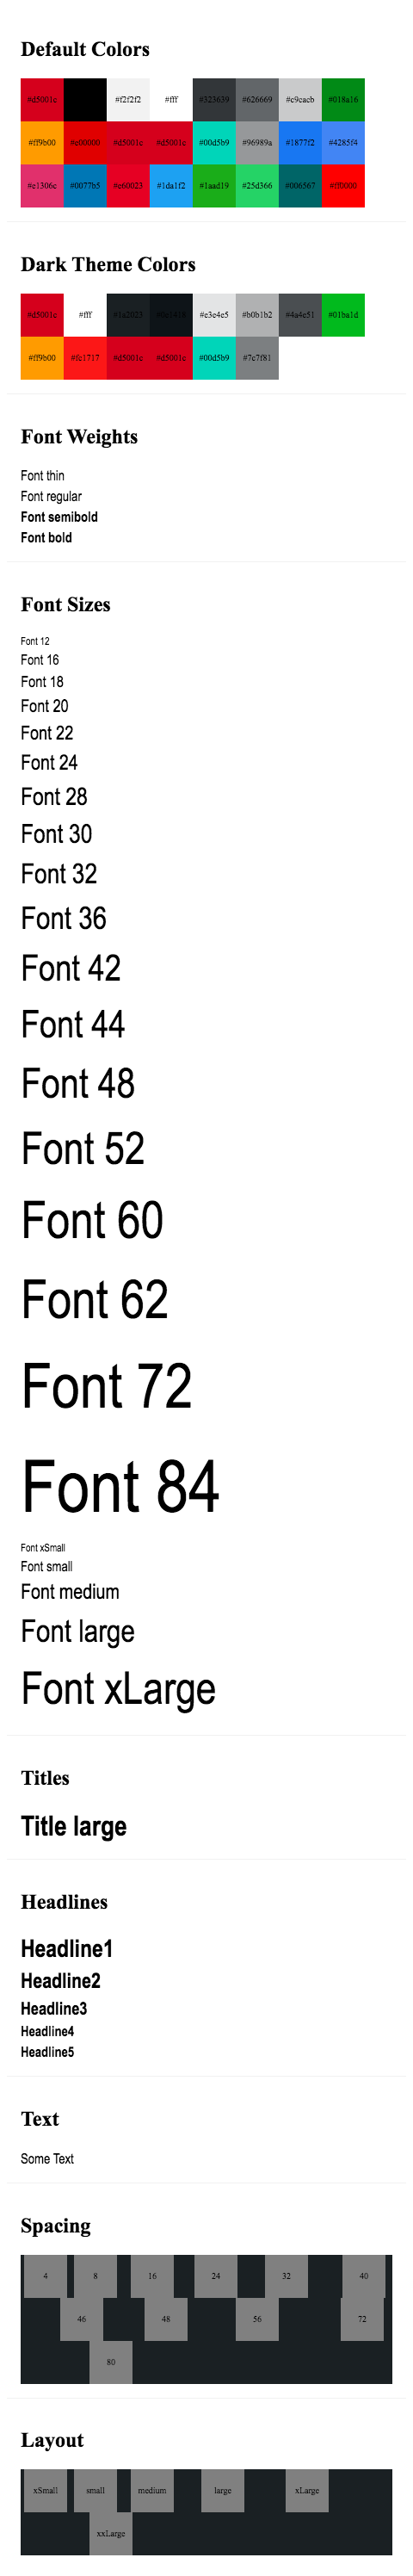 Default Colors
#d5001c #f2f2f2 #fff #323639 #626669 #c9cacb #018a16
#ff9b00 #e00000 #d5001c #d5001c #00d5b9 #96989a #1877f2 #4285f4
#e1306c #0077b5 #e60023 #1da1f2 #1aad19 #25d366 #006567 #ff0000
Dark Theme Colors
#d5001c #fff #1a2023 #0e1418 #e3e4e5 #b0b1b2 #4a4e51 #01ba1d
#ff9b00 #fc1717 #d5001c #d5001c #00d5b9 #7c7f81
Font Weights
Font thin
Font regular
Font semibold
Font bold
Font Sizes
Font 12
Font 16
Font 18
Font 20
Font 22
Font 24
Font 28
Font 30
Font 32
Font 36
Font 42
Font 44
Font 48
Font 52
Font 60
Font 62
Font 72
Font 84
Font xSmall
Font small
Font medium
Font large
Font xLarge
Titles
Title large
Headlines
Headline1
Headline2
Headline3
Headline4
Headline5
Text
Some Text
Spacing
4 8 16 24 32 40
46 48 56 72
80
Layout
xSmall small medium large xLarge
xxLarge